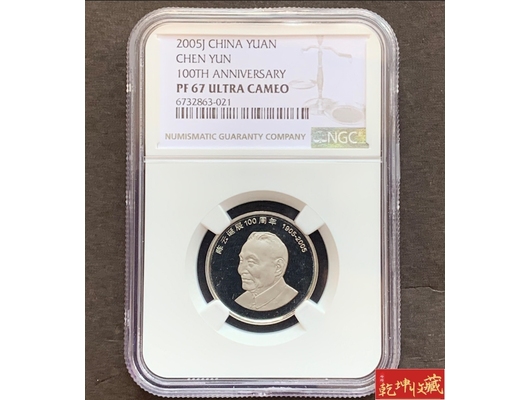 2005J CHINA YUAN
CHEN YUN
100TH ANNIVERSARY
PF 67 ULTRA CAMEO
6732863-021
NUMISMATIC GUARANTY COMPANY
NGC
陈云诞辰100周年 1905-2005
乾坤收藏